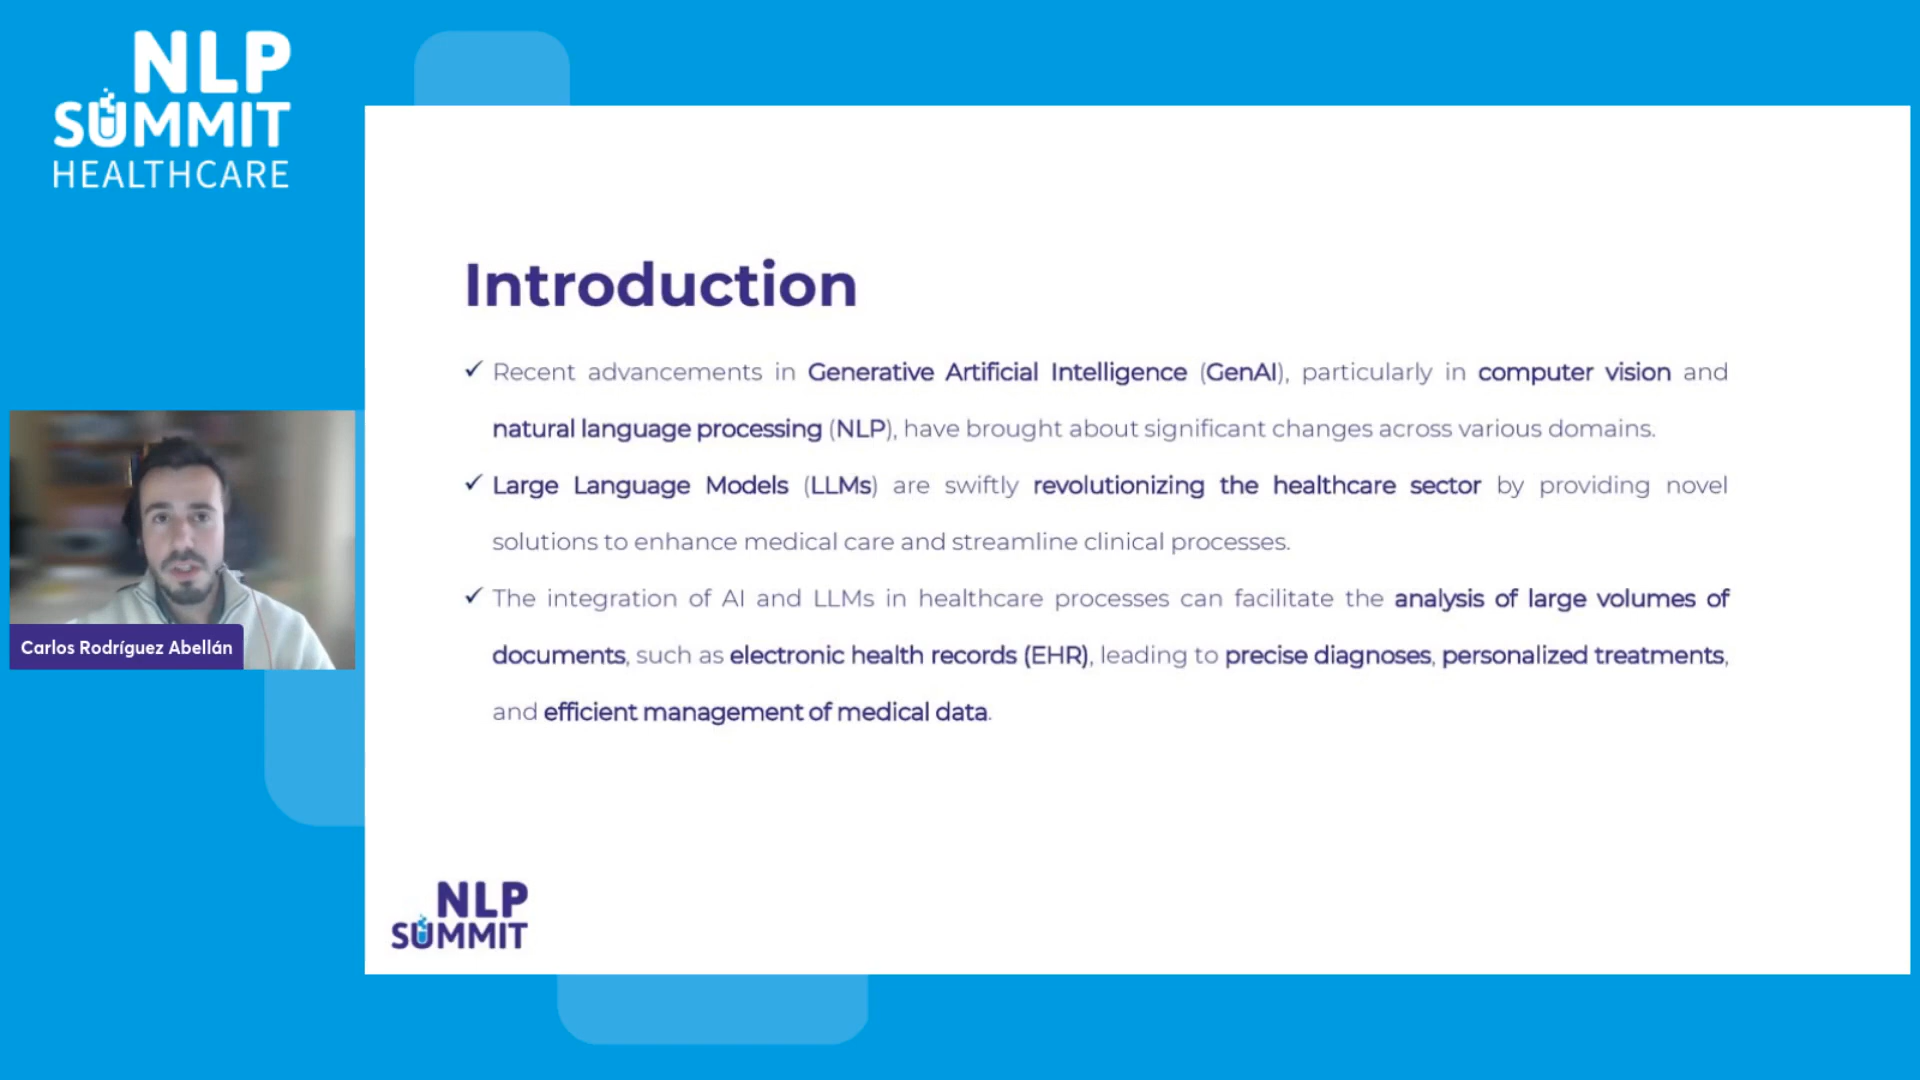 NLP
SUMMIT
HEALTHCARE
Introduction
✓ Recent advancements in Generative Artificial Intelligence (GenAI), particularly in computer vision and
natural language processing (NLP), have brought about significant changes across various domains.
✓ Large Language Models (LLMs) are swiftly revolutionizing the healthcare sector by providing novel
solutions to enhance medical care and streamline clinical processes.
✓ The integration of AI and LLMs in healthcare processes can facilitate the analysis of large volumes of
documents, such as electronic health records (EHR), leading to precise diagnoses, personalized treatments,
and efficient management of medical data.
Carlos Rodríguez Abellán
NLP
SUMMIT